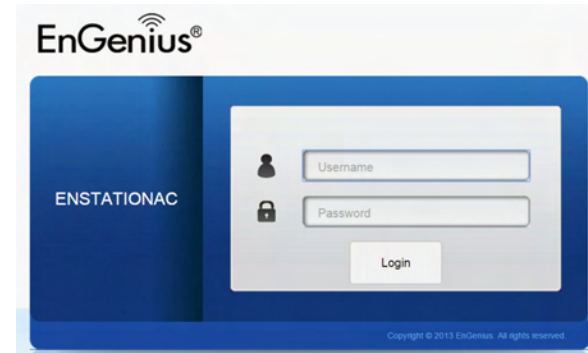 EnGenius®
Username
ENSTATIONAC
Password
Login
Copyright © 2013 EnGenius. All rights reserved.